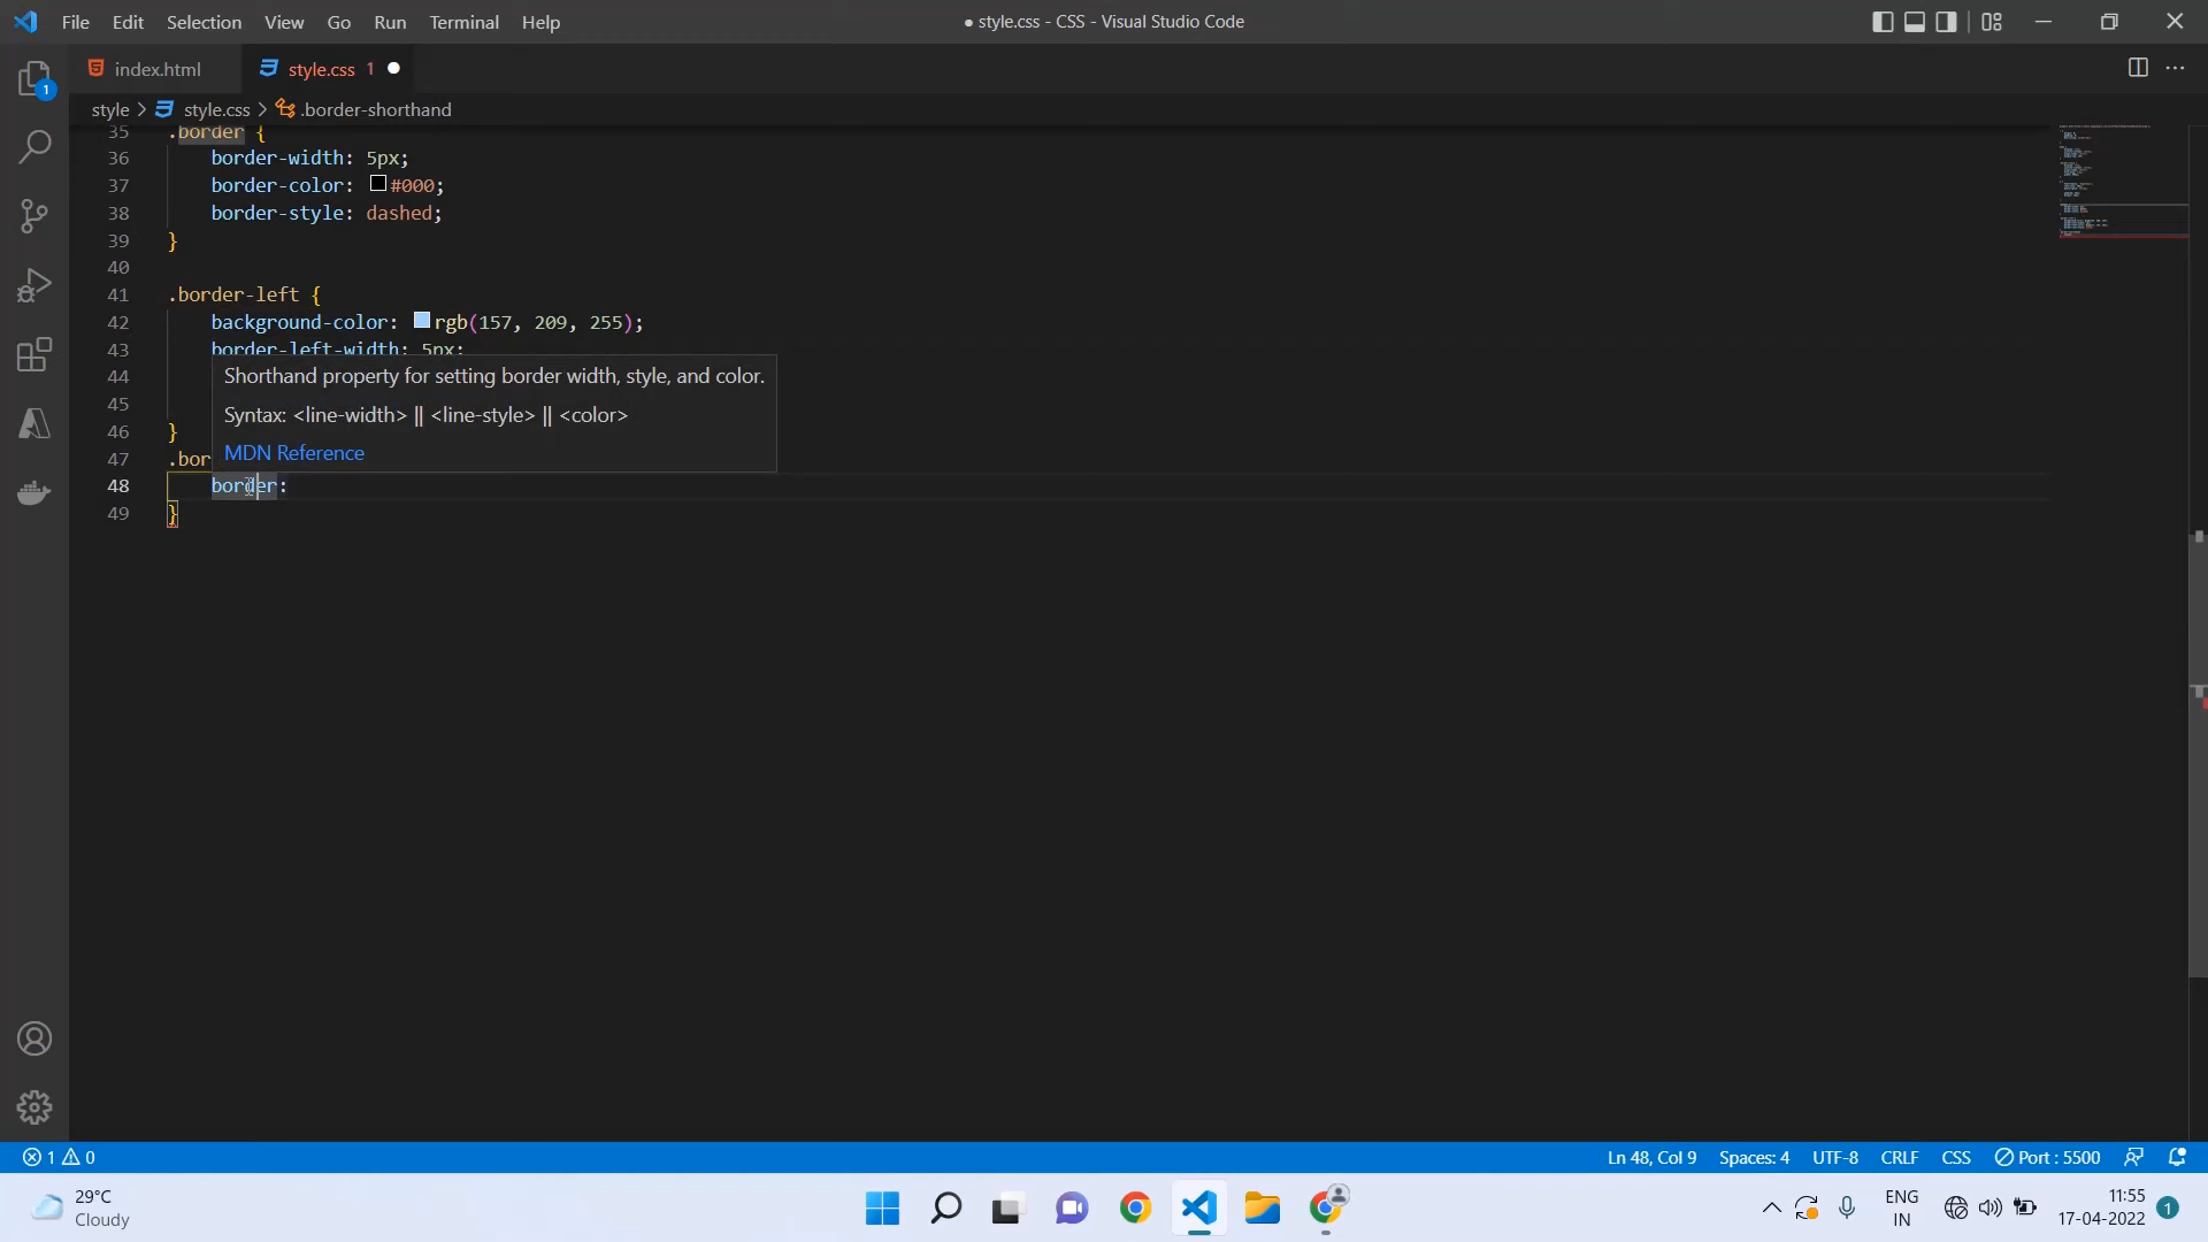 File Edit Selection View Go Run Terminal Help
● style.css - CSS - Visual Studio Code
1
index.html
style.css 1 ●
style > style.css > .border-shorthand
35 .border {
36 border-width: 5px;
37 border-color: #000;
38 border-style: dashed;
39 }
40
41 .border-left {
42 background-color: rgb(157, 209, 255);
43 border-left-width: 5px;
44
45
46 }
47 .bor
48 border:
49 }
Shorthand property for setting border width, style, and color.
Syntax: <line-width> || <line-style> || <color>
MDN Reference
1 0
Ln 48, Col 9 Spaces: 4 UTF-8 CRLF CSS Port : 5500
29°C
Cloudy
ENG
IN
11:55
17-04-2022
1